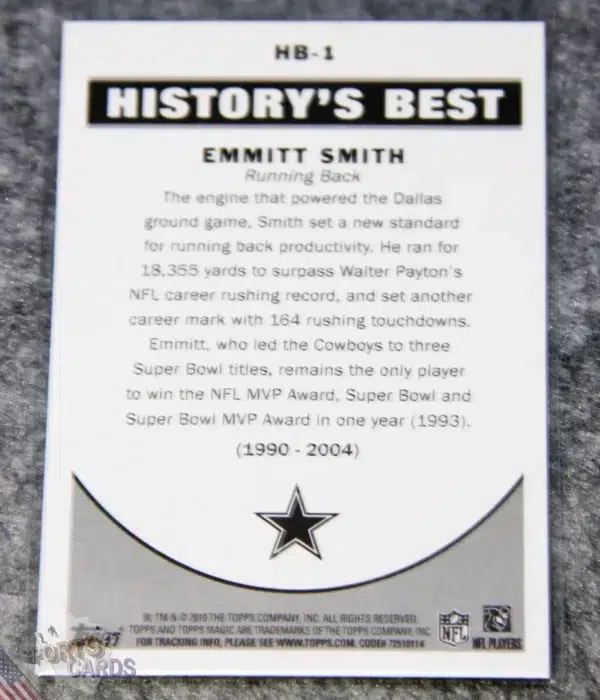 HB-1
HISTORY'S BEST
EMMITT SMITH
Running Back
The engine that powered the Dallas
ground game, Smith set a new standard
for running back productivity. He ran for
18,355 yards to surpass Walter Payton's
NFL career rushing record, and set another
career mark with 164 rushing touchdowns.
Emmitt, who led the Cowboys to three
Super Bowl titles, remains the only player
to win the NFL MVP Award, Super Bowl and
Super Bowl MVP Award in one year (1993).
(1990 - 2004)
®, TM & © 2010 THE TOPPS COMPANY, INC. ALL RIGHTS RESERVED.
TOPPS AND TOPPS MAGIC ARE TRADEMARKS OF THE TOPPS COMPANY, INC.
FOR TRACKING INFO, PLEASE SEE WWW.TOPPS.COM. CODE# 72510114
NFL
NFL PLAYERS
SPORTS
CARDS